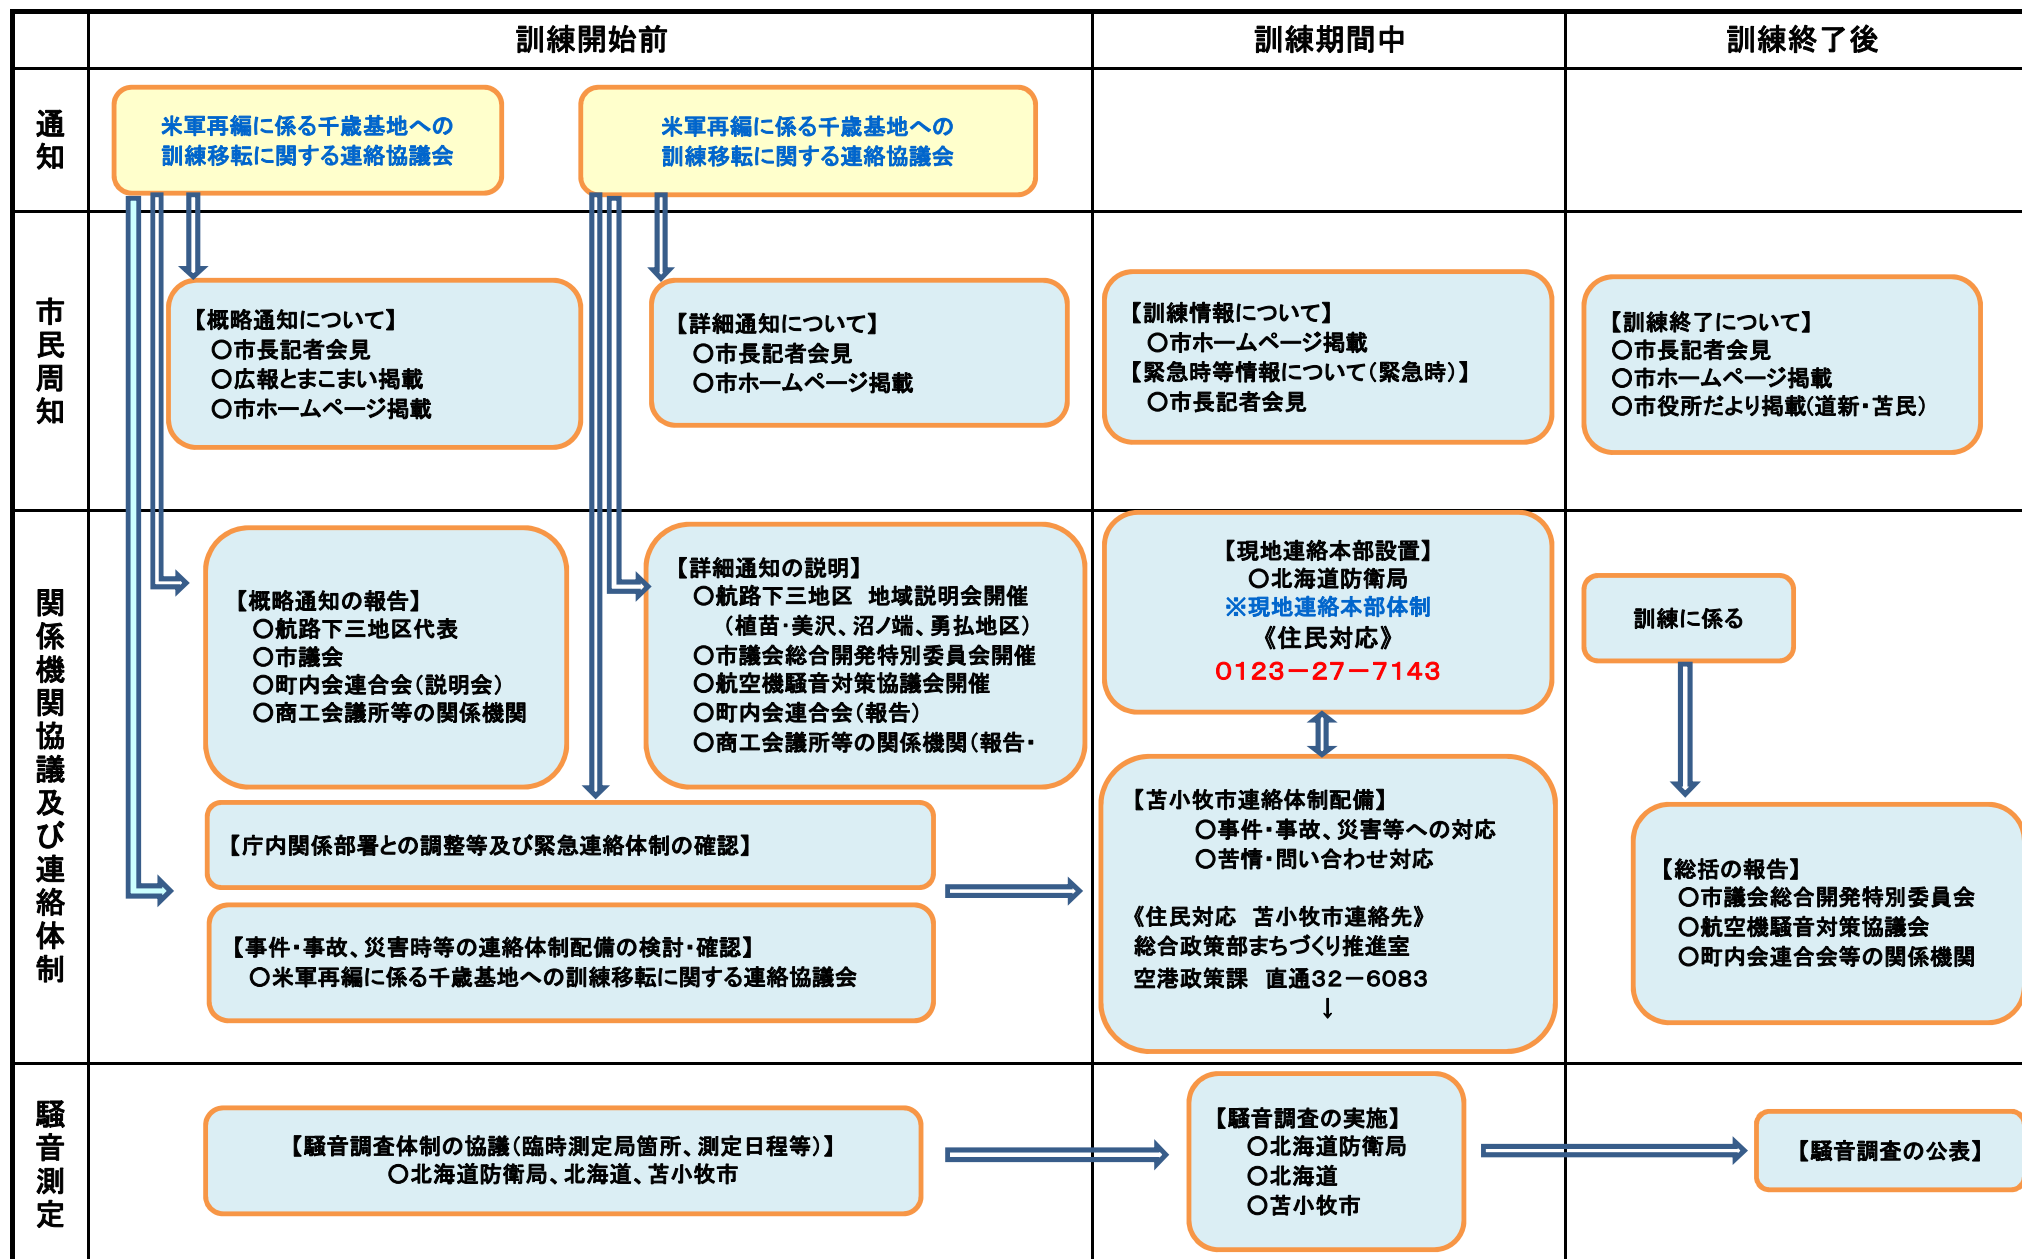 訓練開始前
訓練期間中
訓練終了後
通知
米軍再編に係る千歳基地への
訓練移転に関する連絡協議会
米軍再編に係る千歳基地への
訓練移転に関する連絡協議会
市民周知
【概略通知について】
○市長記者会見
○広報とまこまい掲載
○市ホームページ掲載
【詳細通知について】
○市長記者会見
○市ホームページ掲載
【訓練情報について】
○市ホームページ掲載
【緊急時等情報について（緊急時）】
○市長記者会見
【訓練終了について】
○市長記者会見
○市ホームページ掲載
○市役所だより掲載(道新・苫民）
関係機関協議及び連絡体制
【概略通知の報告】
○航路下三地区代表
○市議会
○町内会連合会（説明会）
○商工会議所等の関係機関
【詳細通知の説明】
○航路下三地区　地域説明会開催
（植苗・美沢、沼ノ端、勇払地区）
○市議会総合開発特別委員会開催
○航空機騒音対策協議会開催
○町内会連合会（報告）
○商工会議所等の関係機関（報告・
【庁内関係部署との調整等及び緊急連絡体制の確認】
【事件・事故、災害時等の連絡体制配備の検討・確認】
○米軍再編に係る千歳基地への訓練移転に関する連絡協議会
【現地連絡本部設置】
○北海道防衛局
※現地連絡本部体制
《住民対応》
0123－27－7143
【苫小牧市連絡体制配備】
○事件・事故、災害等への対応
○苦情・問い合わせ対応
《住民対応　苫小牧市連絡先》
総合政策部まちづくり推進室
空港政策課　直通32－6083
↓
訓練に係る
【総括の報告】
○市議会総合開発特別委員会
○航空機騒音対策協議会
○町内会連合会等の関係機関
騒音測定
【騒音調査体制の協議（臨時測定局箇所、測定日程等）】
○北海道防衛局、北海道、苫小牧市
【騒音調査の実施】
○北海道防衛局
○北海道
○苫小牧市
【騒音調査の公表】